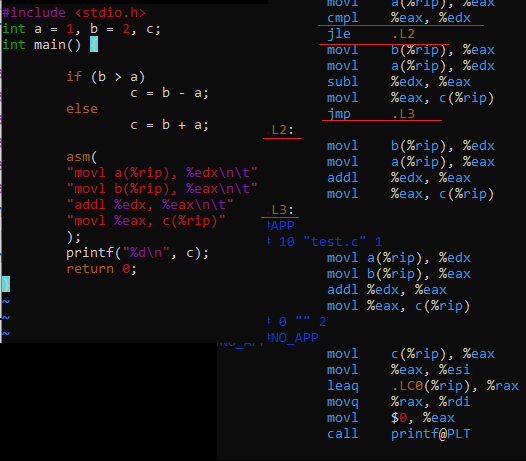 #include <stdio.h>
int a = 1, b = 2, c;
int main() {
if (b > a)
c = b - a;
else
c = b + a;
asm(
"movl a(%rip), %edx\n\t"
"movl b(%rip), %eax\n\t"
"addl %edx, %eax\n\t"
"movl %eax, c(%rip)"
);
printf("%d\n", c);
return 0;
}
~
~
~
movl a(%rip), %eax
cmpl %eax, %edx
jle .L2
movl b(%rip), %eax
movl a(%rip), %edx
subl %edx, %eax
movl %eax, c(%rip)
jmp .L3
L2:
movl b(%rip), %edx
movl a(%rip), %eax
addl %edx, %eax
movl %eax, c(%rip)
L3:
#APP
# 10 "test.c" 1
movl a(%rip), %edx
movl b(%rip), %eax
addl %edx, %eax
movl %eax, c(%rip)
# 0 "" 2
#NO_APP
movl c(%rip), %eax
movl %eax, %esi
leaq .LC0(%rip), %rax
movq %rax, %rdi
movl $0, %eax
call printf@PLT